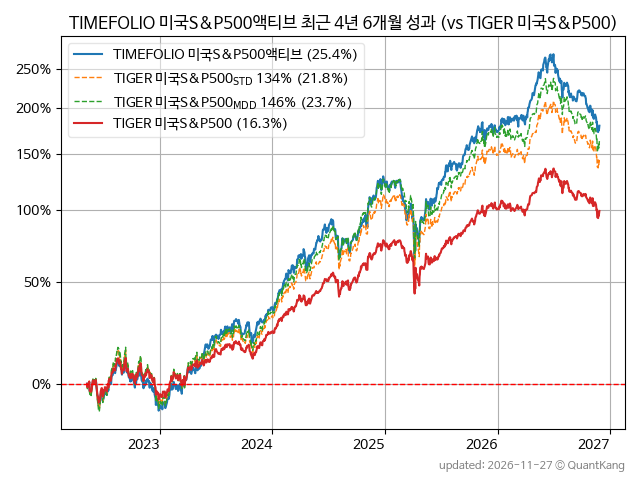 TIMEFOLIO 미국S&P500액티브 최근 4년 6개월 성과 (vs TIGER 미국S&P500)
TIMEFOLIO 미국S&P500액티브 (25.4%)
TIGER 미국S&P500STD 134% (21.8%)
TIGER 미국S&P500MDD 146% (23.7%)
TIGER 미국S&P500 (16.3%)
250%
200%
150%
100%
50%
0%
2023 2024 2025 2026 2027
updated: 2026-11-27 © QuantKang